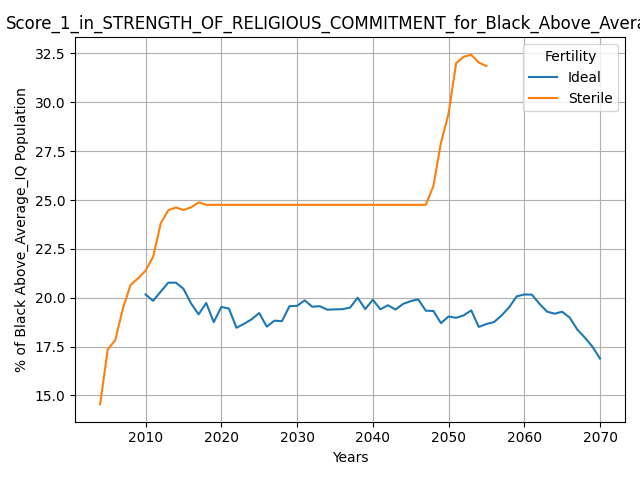 Score_1_in_STRENGTH_OF_RELIGIOUS_COMMITMENT_for_Black_Above_Avera
32.5
30.0
27.5
25.0
22.5
20.0
17.5
15.0
% of Black Above_Average_IQ Population
Fertility
Ideal
Sterile
2010 2020 2030 2040 2050 2060 2070
Years